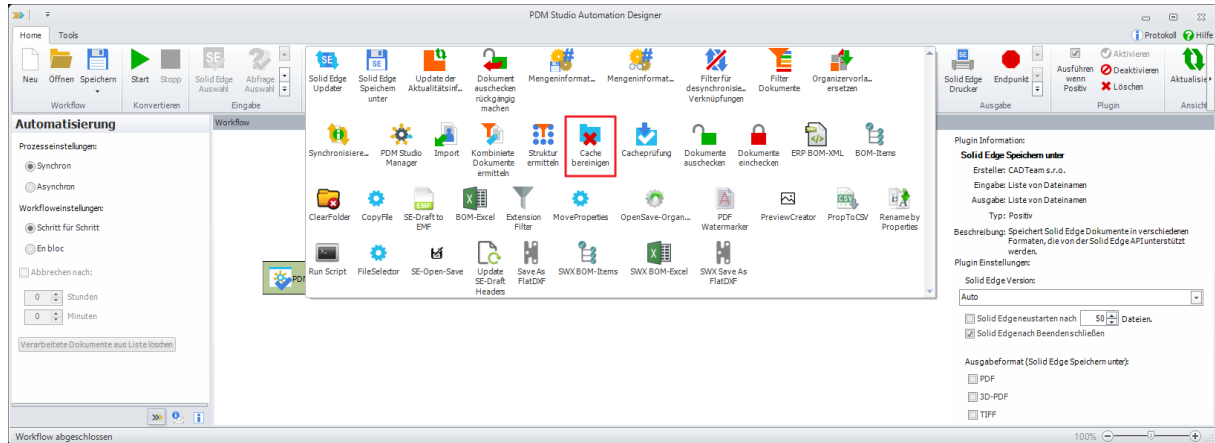 PDM Studio Automation Designer
Home Tools
Protokoll Hilfe
Neu Öffnen Speichern
Workflow
Start Stopp
Konvertieren
Solid Edge Auswahl
Abfrage Auswahl
Eingabe
Solid Edge Updater
Solid Edge Speichern unter
Update der Aktualitätsinf...
Dokument auschecken rückgängig machen
Mengeninformat...
Mengeninformat...
Filter für desynchronisie... Verknüpfungen
Filter Dokumente
Organizervorla... ersetzen
Synchronisiere...
PDM Studio Manager
Import
Kombinierte Dokumente ermitteln
Struktur ermitteln
Cache bereinigen
Cacheprüfung
Dokumente auschecken
Dokumente einchecken
ERP BOM-XML
BOM-Items
ClearFolder
CopyFile
SE-Draft to EMF
BOM-Excel
Extension Filter
MoveProperties
OpenSave-Organ...
PDF Watermarker
PreviewCreator
PropToCSV
Rename by Properties
Run Script
FileSelector
SE-Open-Save
Update SE-Draft Headers
Save As FlatDXF
SWX BOM-Items
SWX BOM-Excel
SWX Save As FlatDXF
Solid Edge Drucker
Endpunkt
Ausgabe
Ausführen wenn Positiv
Aktivieren
Deaktivieren
Löschen
Plugin
Aktualisie
Ansicht
Automatisierung
Prozesseinstellungen:
Synchron
Asynchron
Workfloweinstellungen:
Schritt für Schritt
En bloc
Abbrechen nach:
0 Stunden
0 Minuten
Verarbeitete Dokumente aus Liste löschen
Workflow
PDM
Plugin Information:
Solid Edge Speichern unter
Ersteller: CADTeam s.r.o.
Eingabe: Liste von Dateinamen
Ausgabe: Liste von Dateinamen
Typ: Positiv
Beschreibung: Speichert Solid Edge Dokumente in verschiedenen
Formaten, die von der Solid Edge API unterstützt
werden.
Plugin Einstellungen:
Solid Edge Version:
Auto
Solid Edge neustarten nach 50 Dateien.
Solid Edge nach Beenden schließen
Ausgabeformat (Solid Edge Speichern unter):
PDF
3D-PDF
TIFF
Workflow abgeschlossen
100%